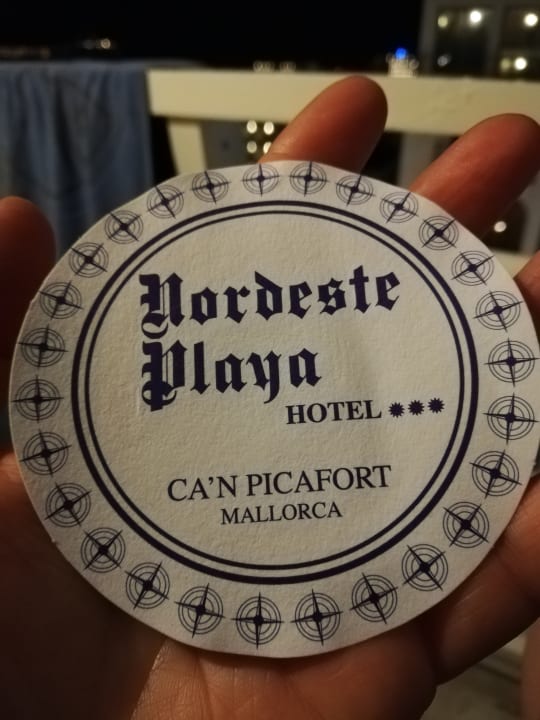 Nordeste
Playa
HOTEL ***
CA'N PICAFORT
MALLORCA